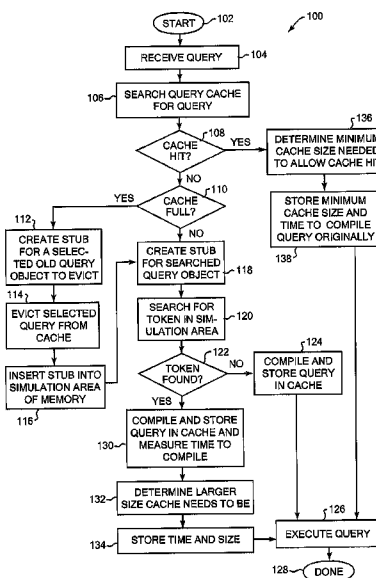 START
102
100
RECEIVE QUERY
104
106
SEARCH QUERY CACHE
FOR QUERY
108
CACHE
HIT?
YES
136
DETERMINE MINIMUM
CACHE SIZE NEEDED
TO ALLOW CACHE HIT
NO
110
YES
CACHE
FULL?
STORE MINIMUM
CACHE SIZE AND
TIME TO COMPILE
QUERY ORIGINALLY
138
112
CREATE STUB
FOR A SELEC-
TED OLD QUERY
OBJECT TO EVICT
NO
CREATE STUB
FOR SEARCHED
QUERY OBJECT
118
114
EVICT SELECTED
QUERY FROM
CACHE
SEARCH FOR
TOKEN IN SIM-
ULATION AREA
120
INSERT STUB INTO
SIMULATION AREA
OF MEMORY
116
122
TOKEN
FOUND?
NO
124
COMPILE AND
STORE QUERY
IN CACHE
YES
130
COMPILE AND STORE
QUERY IN CACHE AND
MEASURE TIME TO
COMPILE
132
DETERMINE LARGER
SIZE CACHE NEEDS TO BE
134
STORE TIME AND SIZE
126
EXECUTE QUERY
128
DONE